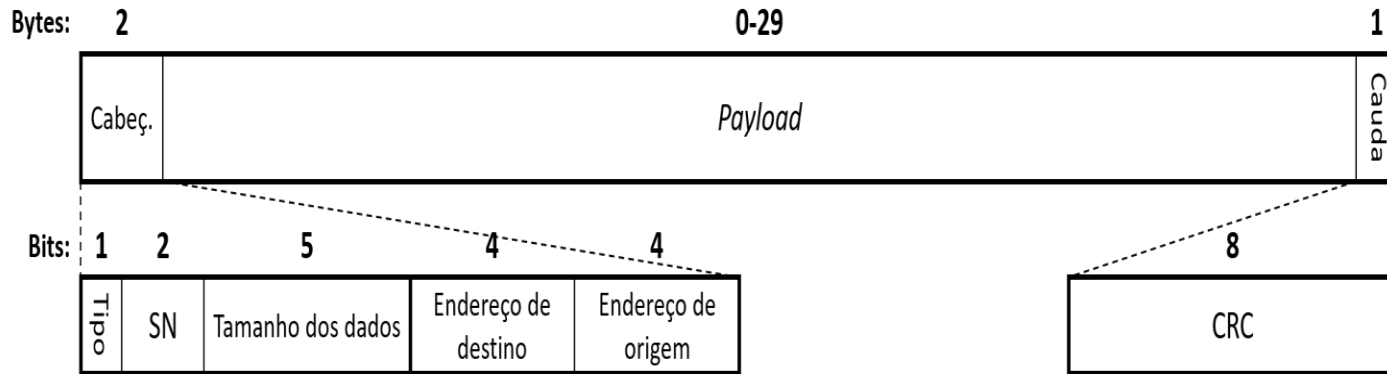 Bytes: 2 0-29 1
Cabeç. Payload Cauda
Bits: 1 2 5 4 4 8
Tipo SN Tamanho dos dados Endereço de destino Endereço de origem CRC